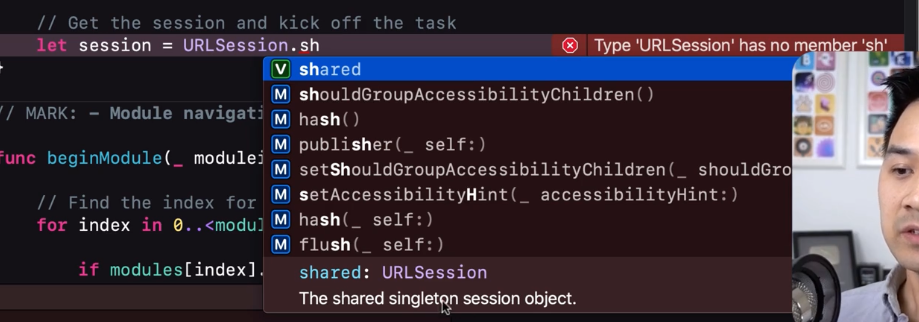 // Get the session and kick off the task
let session = URLSession.sh
Type 'URLSession' has no member 'sh'
}
V shared
M shouldGroupAccessibilityChildren()
// MARK: - Module navigati
M hash()
M publisher(_ self:)
func beginModule(_ modulei
M setShouldGroupAccessibilityChildren(_ shouldGro
M setAccessibilityHint(_ accessibilityHint:)
// Find the index for
M hash(_ self:)
for index in 0..<modul
M flush(_ self:)
if modules[index].
shared: URLSession
The shared singleton session object.